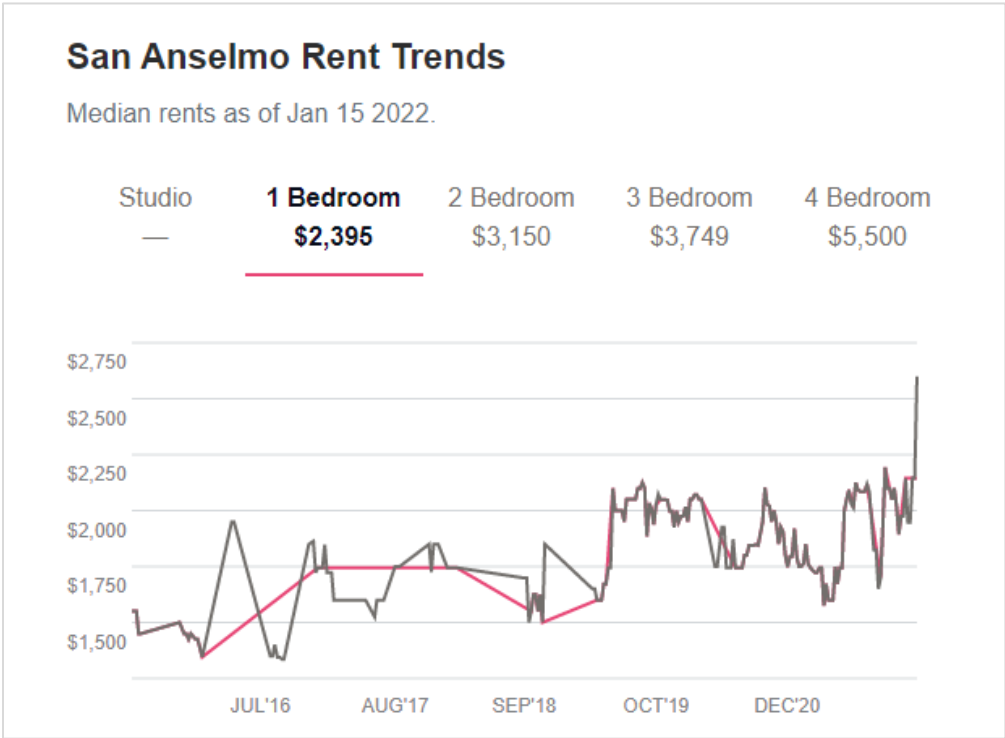 San Anselmo Rent Trends
Median rents as of Jan 15 2022.
Studio 1 Bedroom 2 Bedroom 3 Bedroom 4 Bedroom
— $2,395 $3,150 $3,749 $5,500
$2,750
$2,500
$2,250
$2,000
$1,750
$1,500
JUL'16 AUG'17 SEP'18 OCT'19 DEC'20